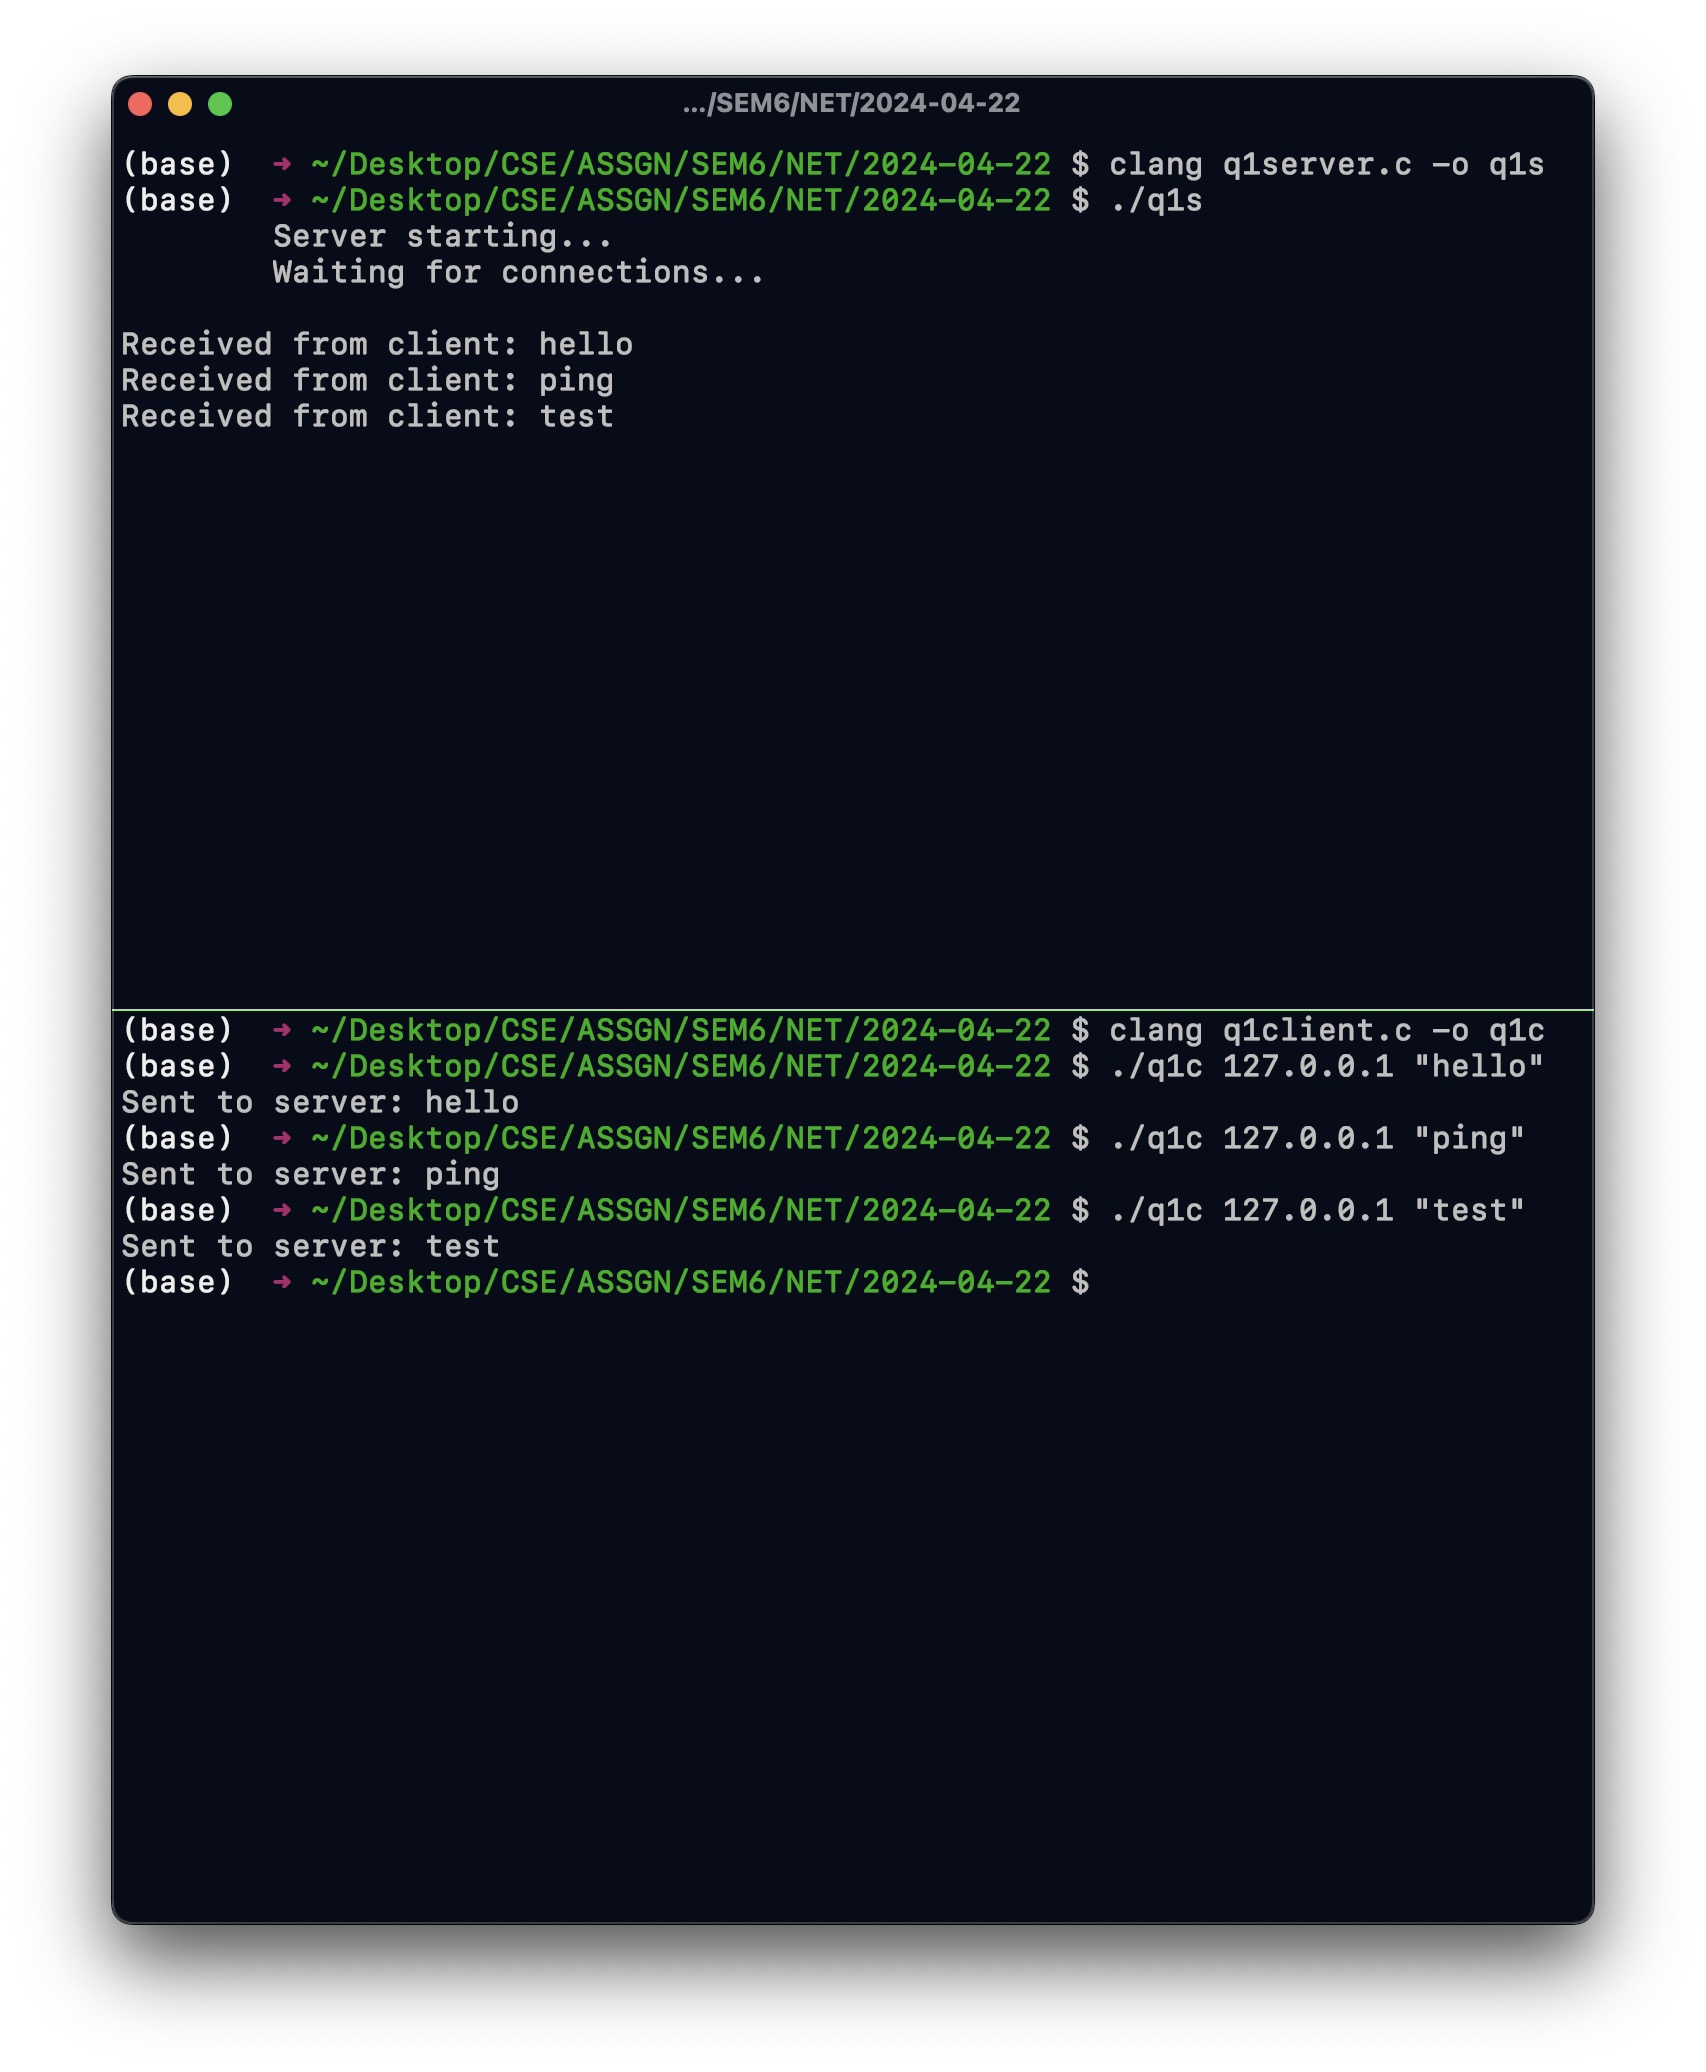 .../SEM6/NET/2024-04-22
(base)  → ~/Desktop/CSE/ASSGN/SEM6/NET/2024-04-22 $ clang q1server.c -o q1s
(base)  → ~/Desktop/CSE/ASSGN/SEM6/NET/2024-04-22 $ ./q1s
Server starting...
Waiting for connections...
Received from client: hello
Received from client: ping
Received from client: test
(base)  → ~/Desktop/CSE/ASSGN/SEM6/NET/2024-04-22 $ clang q1client.c -o q1c
(base)  → ~/Desktop/CSE/ASSGN/SEM6/NET/2024-04-22 $ ./q1c 127.0.0.1 "hello"
Sent to server: hello
(base)  → ~/Desktop/CSE/ASSGN/SEM6/NET/2024-04-22 $ ./q1c 127.0.0.1 "ping"
Sent to server: ping
(base)  → ~/Desktop/CSE/ASSGN/SEM6/NET/2024-04-22 $ ./q1c 127.0.0.1 "test"
Sent to server: test
(base)  → ~/Desktop/CSE/ASSGN/SEM6/NET/2024-04-22 $